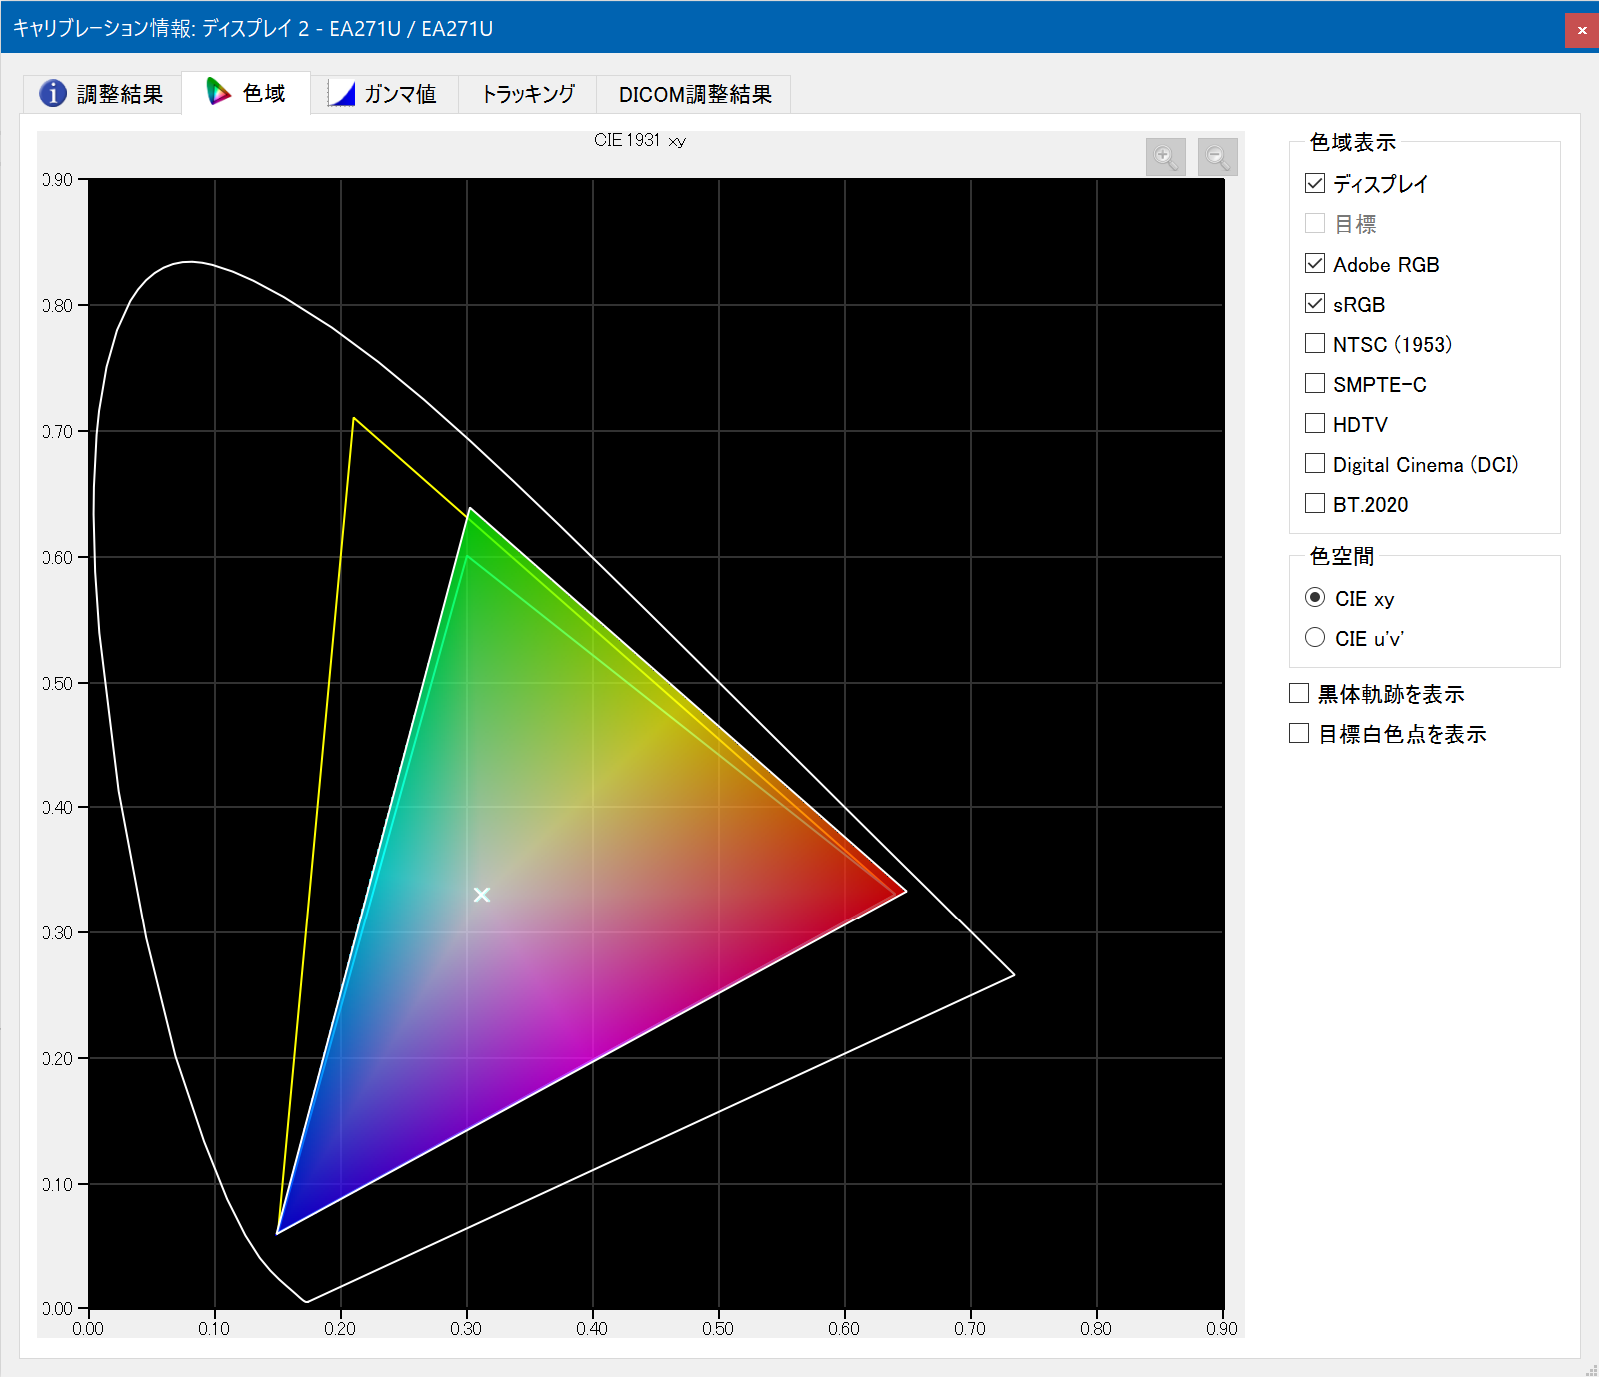 キャリブレーション情報: ディスプレイ 2 - EA271U / EA271U
調整結果
色域
ガンマ値
トラッキング
DICOM調整結果
CIE 1931 xy
0.90
0.80
0.70
0.60
0.50
0.40
0.30
0.20
0.10
0.00
0.00 0.10 0.20 0.30 0.40 0.50 0.60 0.70 0.80 0.90
色域表示
ディスプレイ
目標
Adobe RGB
sRGB
NTSC (1953)
SMPTE-C
HDTV
Digital Cinema (DCI)
BT.2020
色空間
CIE xy
CIE u'v'
黒体軌跡を表示
目標白色点を表示